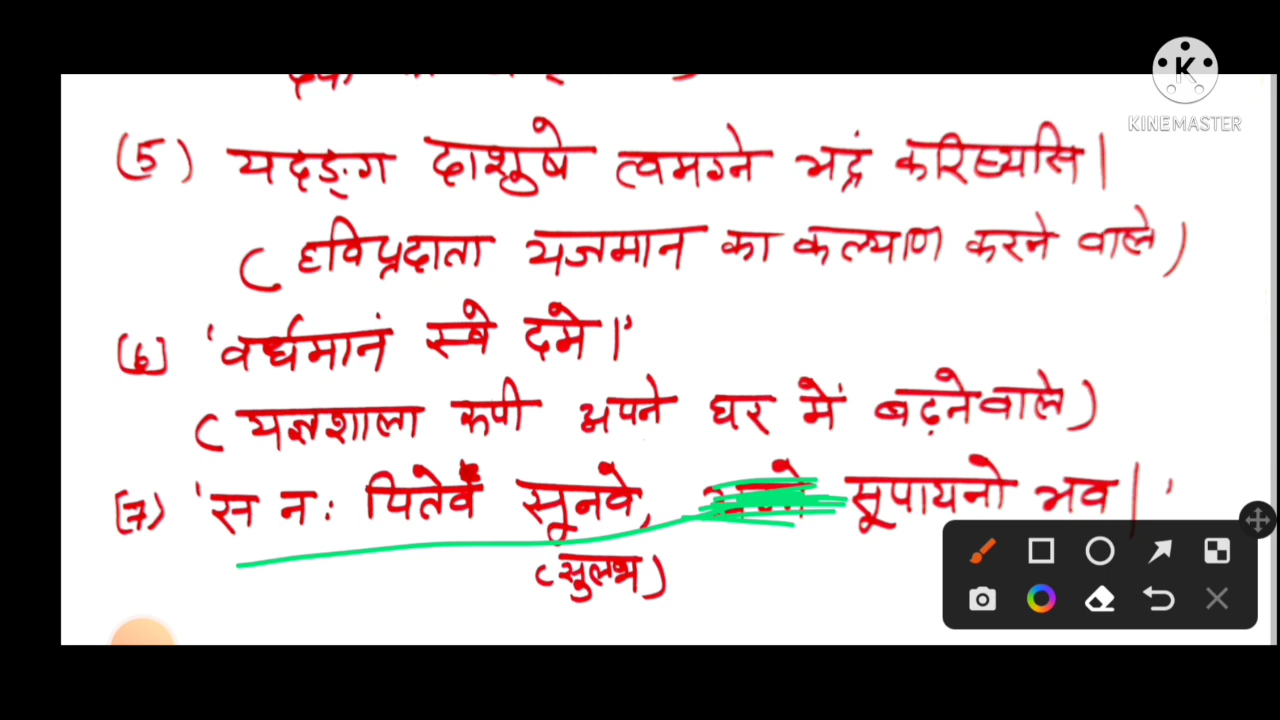 KINEMASTER
(5) यदङ्ग दाशुषे त्वमग्ने भद्रं करिष्यसि।
( हविप्रदाता यजमान का कल्याण करने वाले )
(6) 'वर्धमानं स्वे दमे।'
( यज्ञशाला रूपी अपने घर में बढ़नेवाले )
(7) 'स नः पितेव सूनवे, सूपायनो भव।'
(सुलभ)